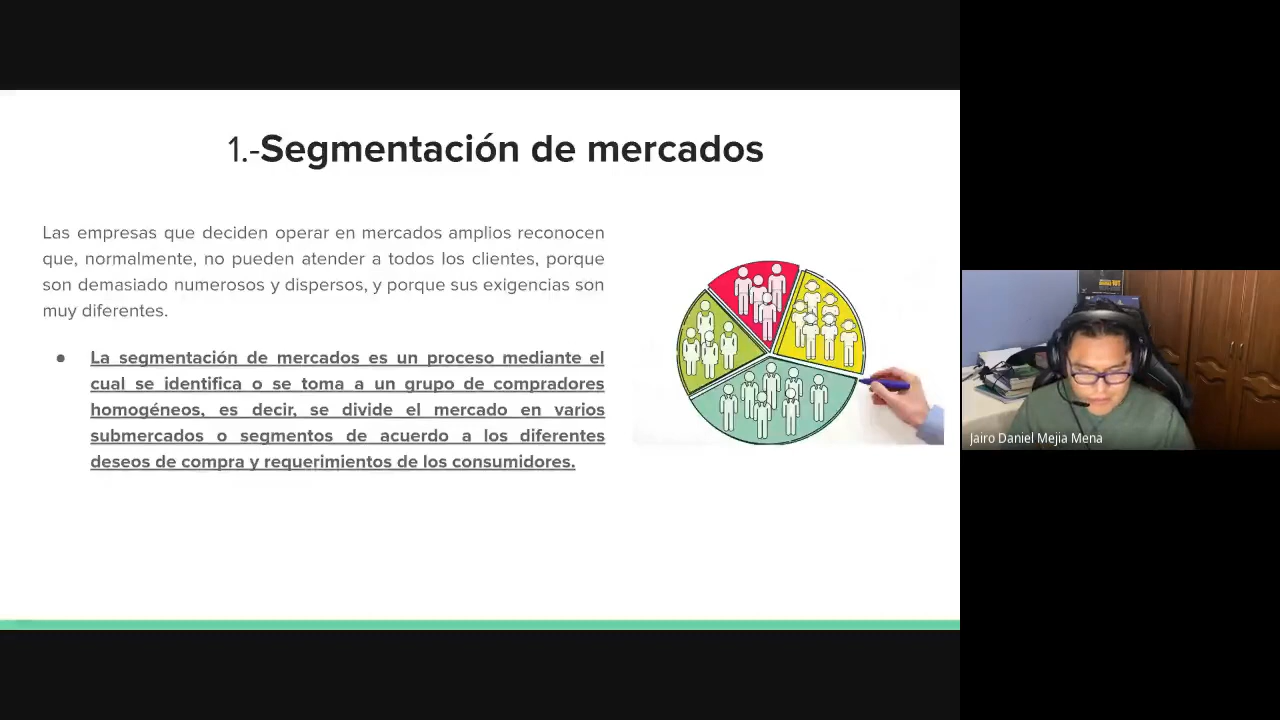 1.-Segmentación de mercados
Las empresas que deciden operar en mercados amplios reconocen
que, normalmente, no pueden atender a todos los clientes, porque
son demasiado numerosos y dispersos, y porque sus exigencias son
muy diferentes.
● La segmentación de mercados es un proceso mediante el
cual se identifica o se toma a un grupo de compradores
homogéneos, es decir, se divide el mercado en varios
submercados o segmentos de acuerdo a los diferentes
deseos de compra y requerimientos de los consumidores.
Jairo Daniel Mejia Mena